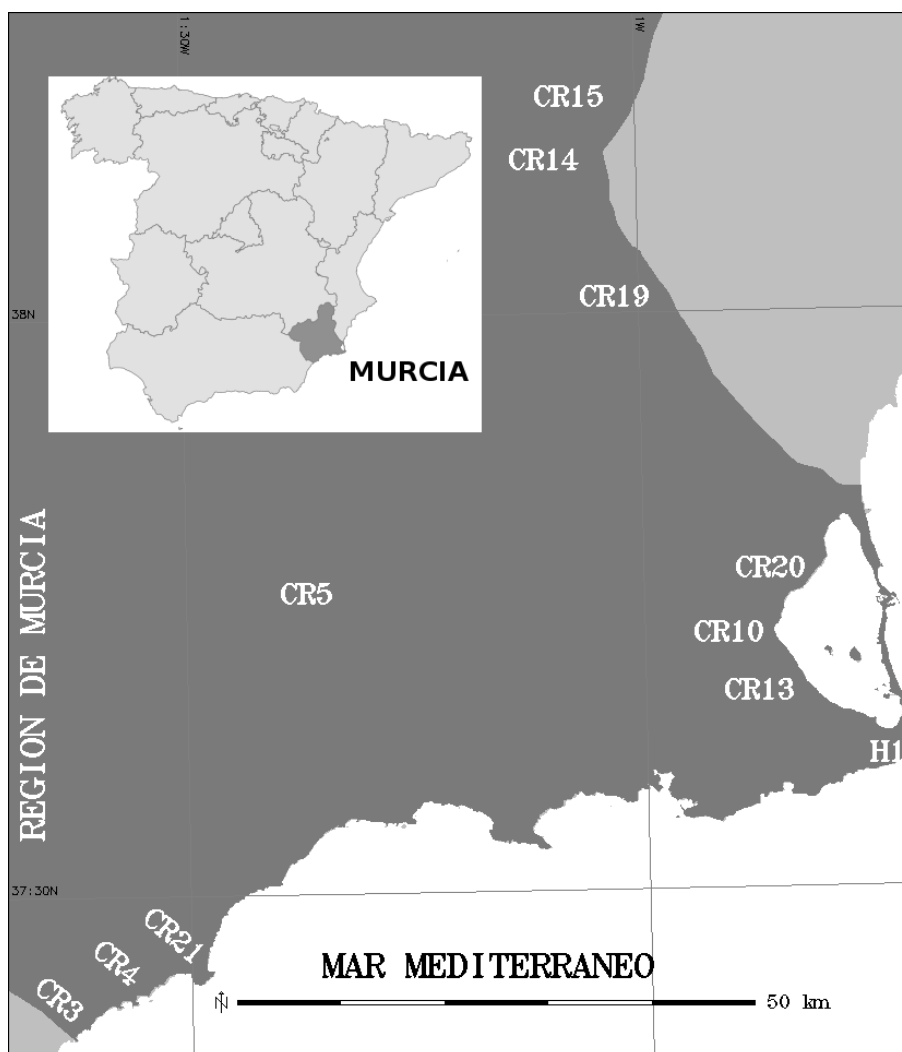 1:30W
1W
CR15
CR14
CR19
38N
MURCIA
REGION DE MURCIA
CR5
CR20
CR10
CR13
H1
37:30N
CR21
CR4
CR3
MAR MEDITERRANEO
N
50 km